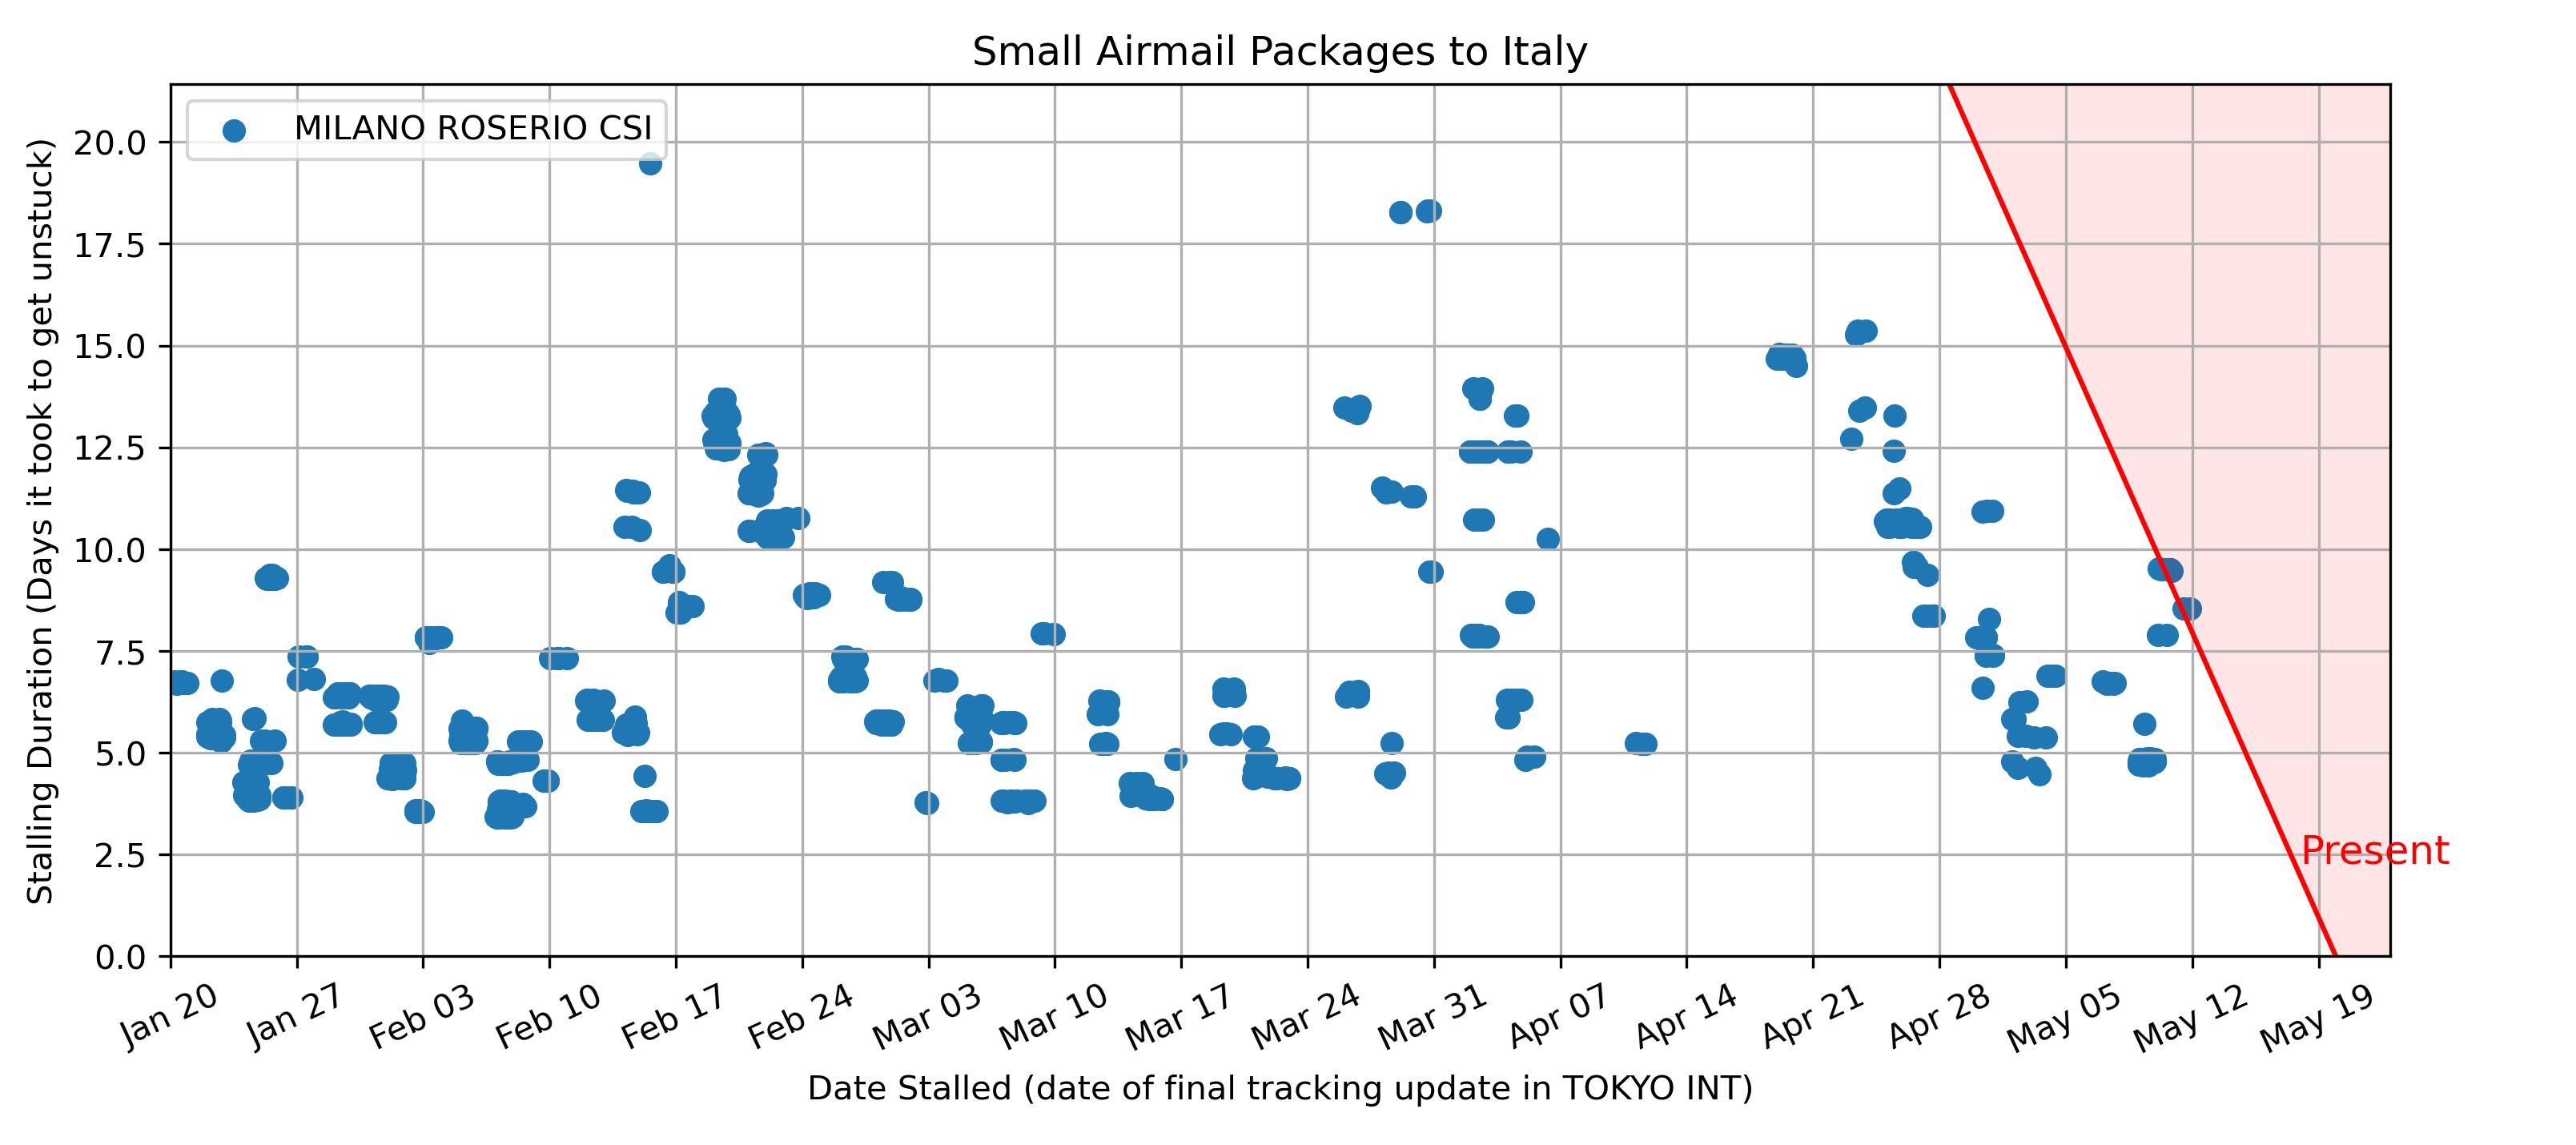 Small Airmail Packages to Italy
MILANO ROSERIO CSI
Stalling Duration (Days it took to get unstuck)
20.0
17.5
15.0
12.5
10.0
7.5
5.0
2.5
0.0
Present
Jan 20 Jan 27 Feb 03 Feb 10 Feb 17 Feb 24 Mar 03 Mar 10 Mar 17 Mar 24 Mar 31 Apr 07 Apr 14 Apr 21 Apr 28 May 05 May 12 May 19
Date Stalled (date of final tracking update in TOKYO INT)